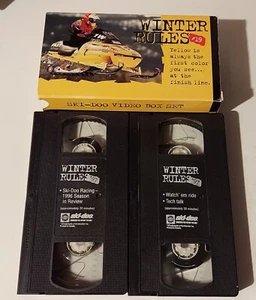 WINTER
RULES
#19
Yellow is
always the
first color
you see...
at the
finish line.
SKI-DOO VIDEO BOX SET
WINTER
RULES
• Ski-Doo Racing -
1996 Season
in Review
ski-doo
WINTER
RULES
• Watch' em ride
• Tech talk
ski-doo